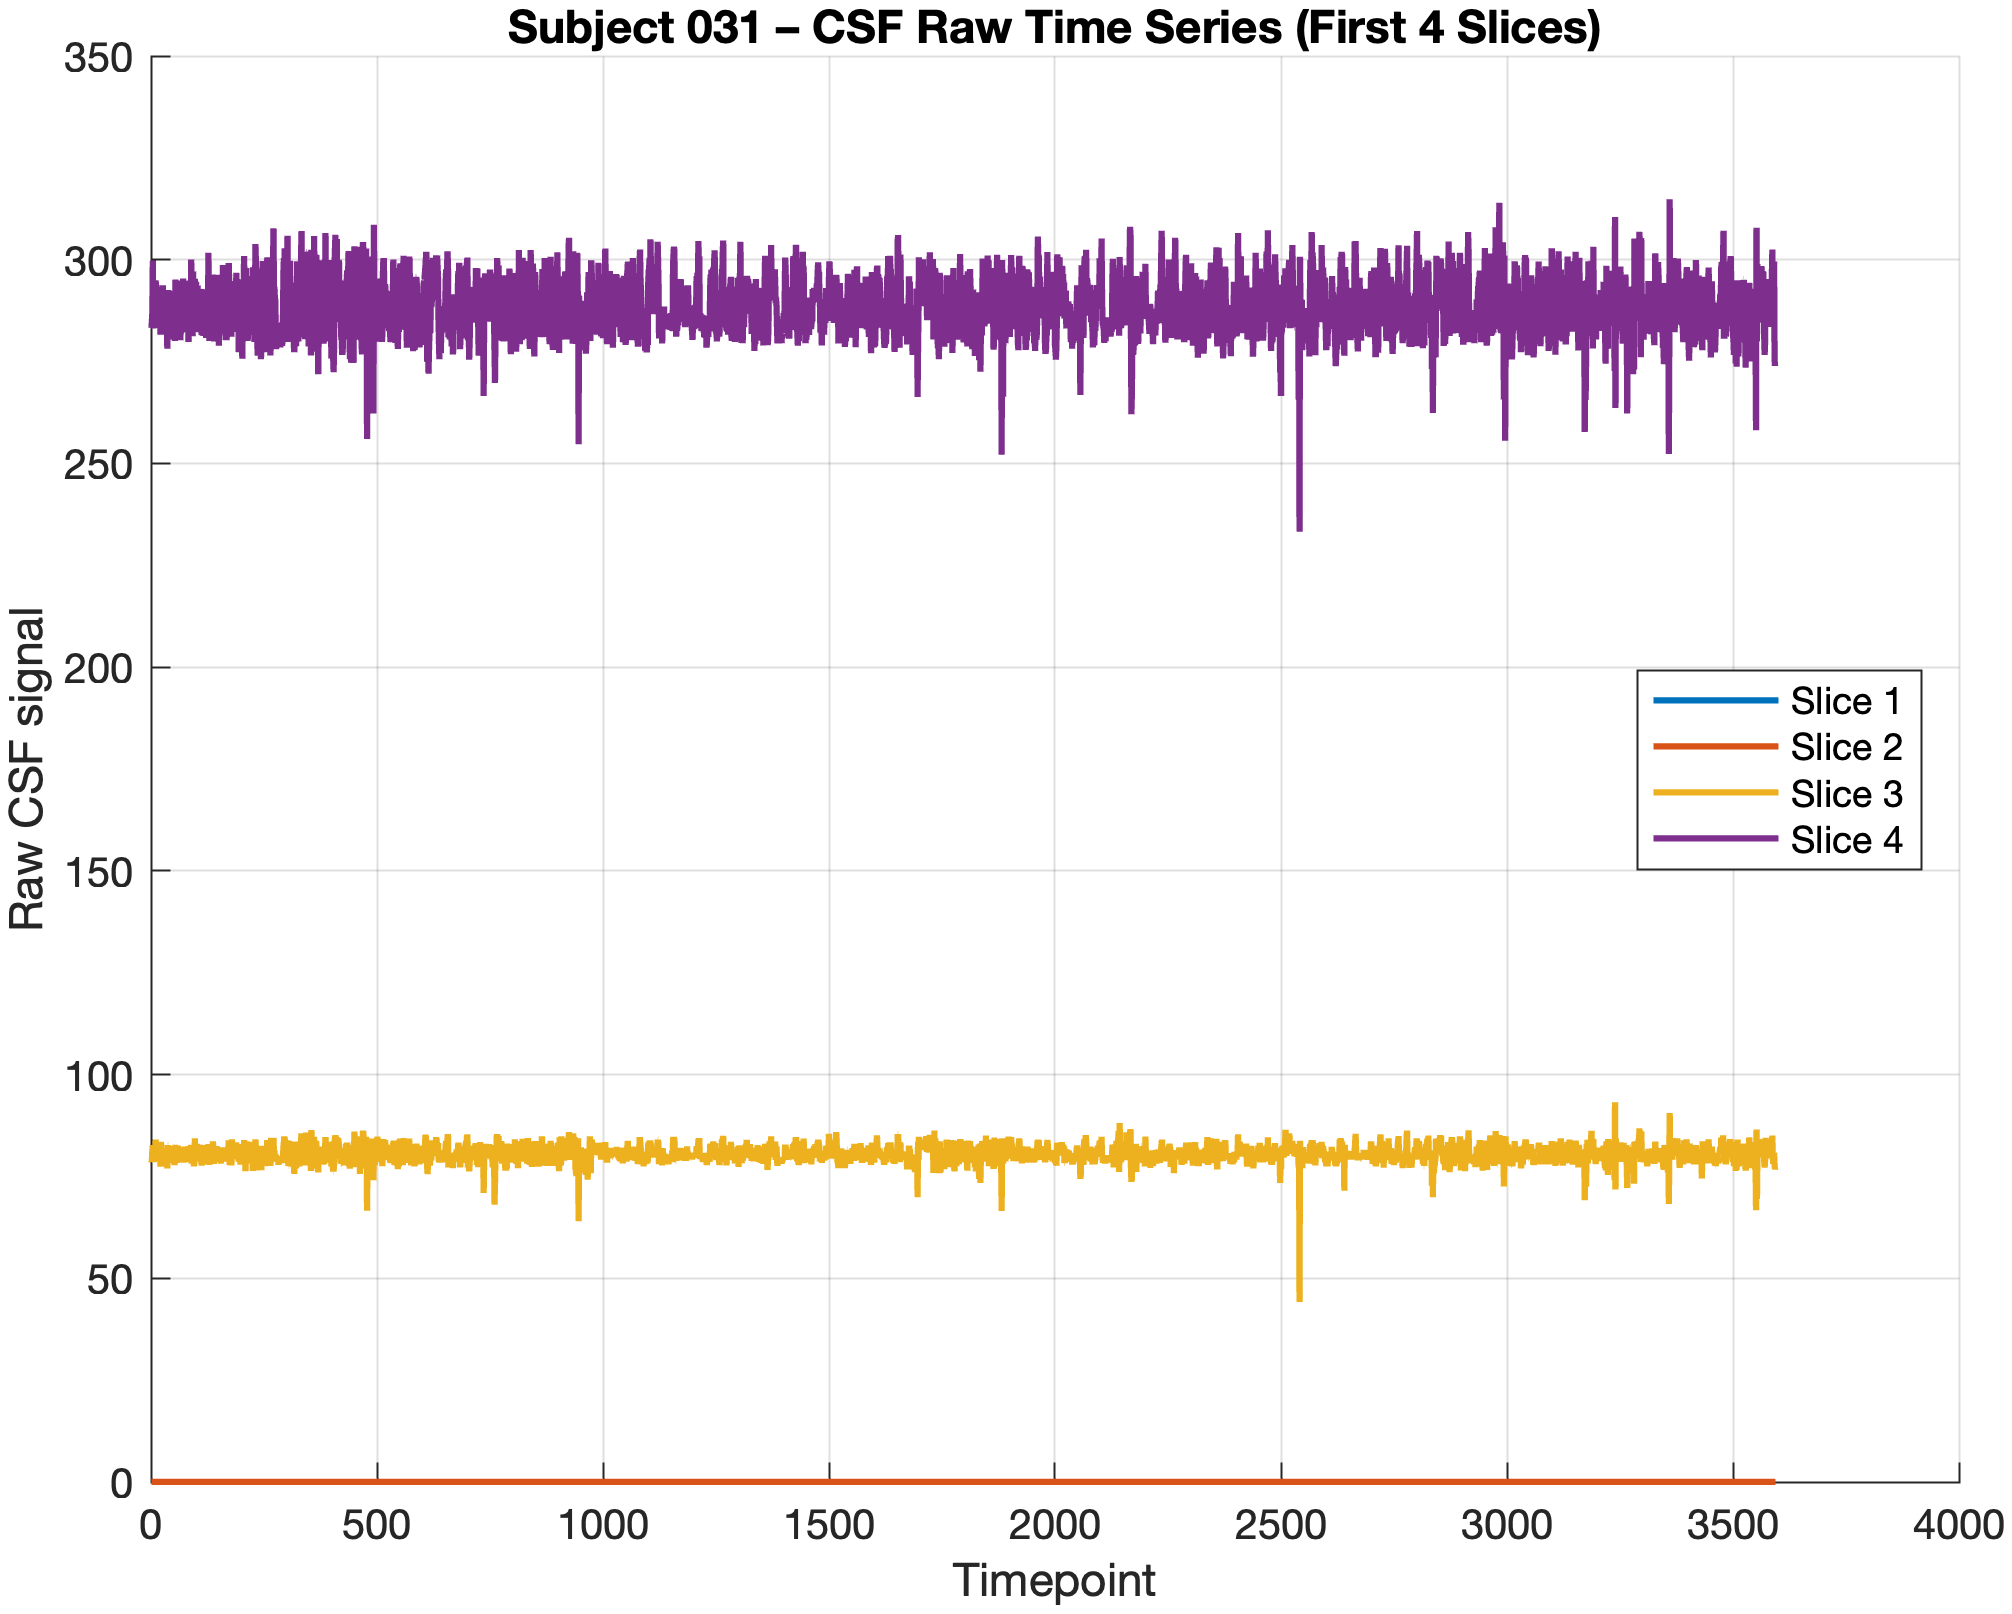 Subject 031 – CSF Raw Time Series (First 4 Slices)
350
300
250
200
150
100
50
0
Raw CSF signal
Slice 1
Slice 2
Slice 3
Slice 4
0 500 1000 1500 2000 2500 3000 3500 4000
Timepoint